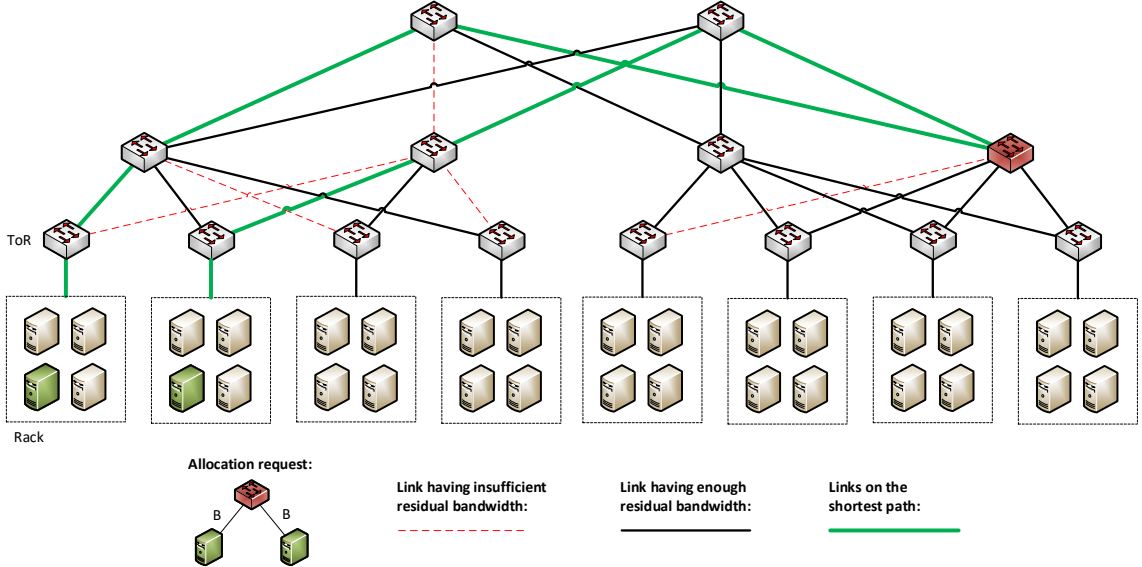 ToR
Rack
Allocation request:
B B
Link having insufficient
residual bandwidth:
Link having enough
residual bandwidth:
Links on the
shortest path: